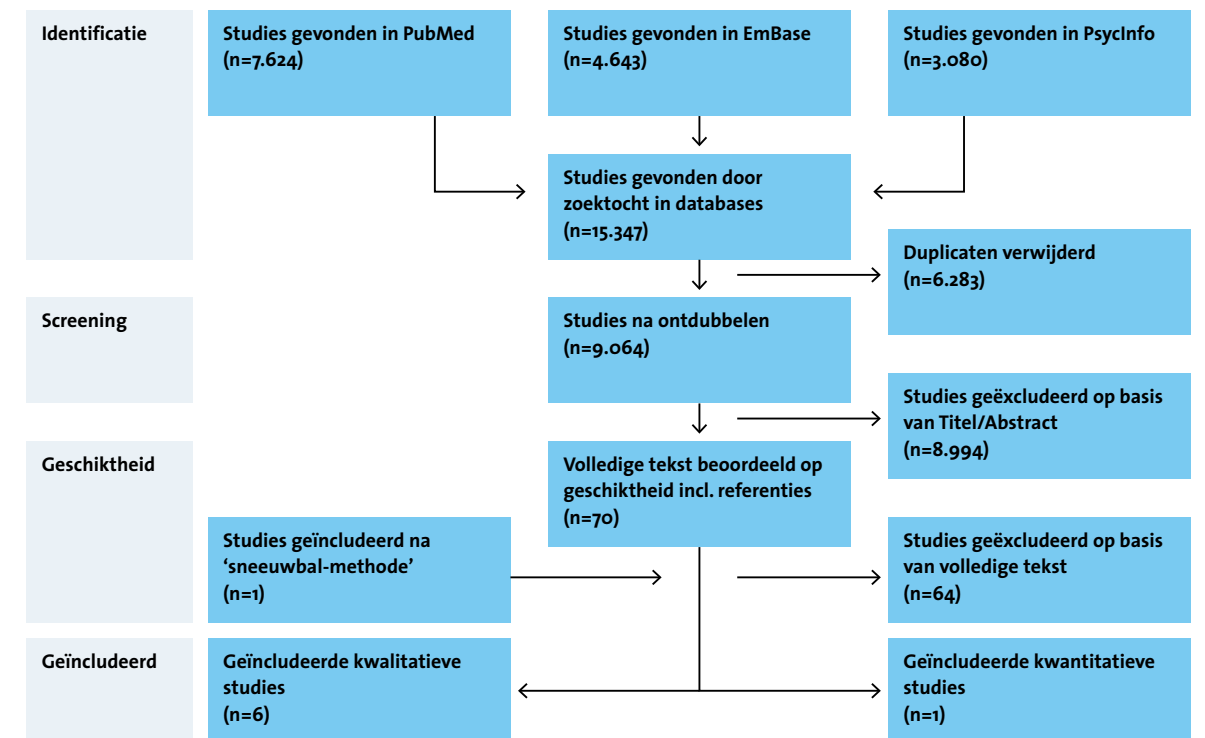 Identificatie
Studies gevonden in PubMed
(n=7.624)
Studies gevonden in EmBase
(n=4.643)
Studies gevonden in PsycInfo
(n=3.080)
Studies gevonden door
zoektocht in databases
(n=15.347)
Duplicaten verwijderd
(n=6.283)
Screening
Studies na ontdubbelen
(n=9.064)
Studies geëxcludeerd op basis
van Titel/Abstract
(n=8.994)
Geschiktheid
Volledige tekst beoordeeld op
geschiktheid incl. referenties
(n=70)
Studies geïncludeerd na
‘sneeuwbal-methode’
(n=1)
Studies geëxcludeerd op basis
van volledige tekst
(n=64)
Geïncludeerd
Geïncludeerde kwalitatieve
studies
(n=6)
Geïncludeerde kwantitatieve
studies
(n=1)